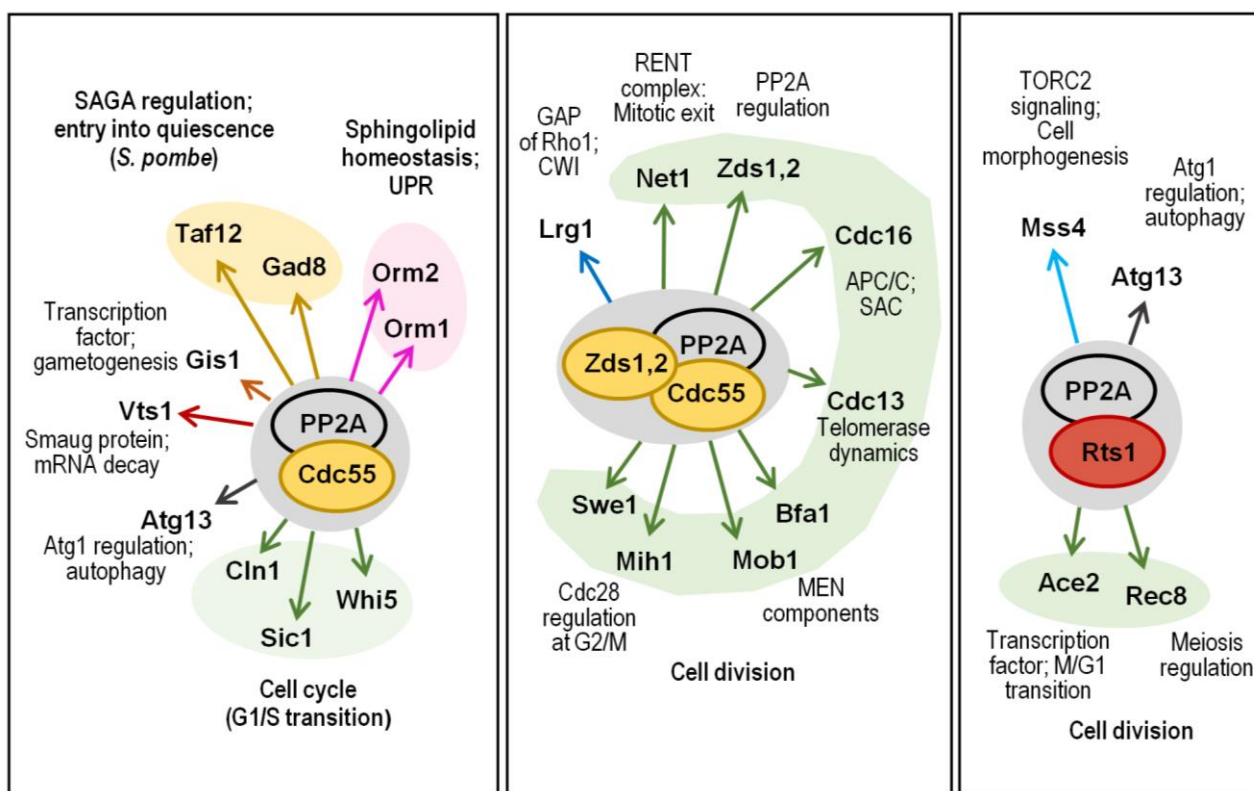 SAGA regulation;
entry into quiescence
(S. pombe)
Sphingolipid
homeostasis;
UPR
Taf12
Gad8
Orm2
Orm1
Transcription
factor;
gametogenesis
Gis1
Vts1
Smaug protein;
mRNA decay
PP2A
Cdc55
Atg13
Atg1 regulation;
autophagy
Cln1
Whi5
Sic1
Cell cycle
(G1/S transition)
RENT
complex:
Mitotic exit
PP2A
regulation
GAP
of Rho1;
CWI
Net1
Zds1,2
Lrg1
Cdc16
APC/C;
SAC
PP2A
Zds1,2
Cdc55
Cdc13
Telomerase
dynamics
Swe1
Bfa1
Mih1
Mob1
Cdc28
regulation
at G2/M
MEN
components
Cell division
TORC2
signaling;
Cell
morphogenesis
Atg1
regulation;
autophagy
Mss4
Atg13
PP2A
Rts1
Ace2
Rec8
Transcription
factor; M/G1
transition
Meiosis
regulation
Cell division